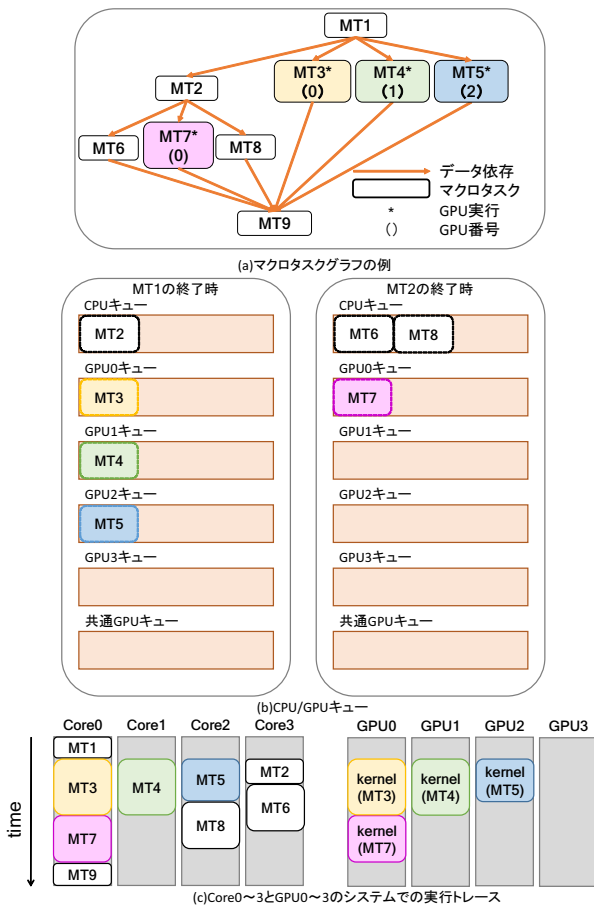 MT1
MT3* MT4* MT5*
(0) (1) (2)
MT2
MT6 MT7* MT8
(0)
MT9
データ依存
マクロタスク
* GPU実行
() GPU番号
(a)マクロタスクグラフの例
MT1の終了時
CPUキュー
MT2
GPU0キュー
MT3
GPU1キュー
MT4
GPU2キュー
MT5
GPU3キュー
共通GPUキュー
MT2の終了時
CPUキュー
MT6 MT8
GPU0キュー
MT7
GPU1キュー
GPU2キュー
GPU3キュー
共通GPUキュー
(b)CPU/GPUキュー
Core0 Core1 Core2 Core3 GPU0 GPU1 GPU2 GPU3
time
MT1
MT3
MT7
MT9
MT4
MT5
MT8
MT2
MT6
kernel
(MT3)
kernel
(MT7)
kernel
(MT4)
kernel
(MT5)
(c)Core0～3とGPU0～3のシステムでの実行トレース